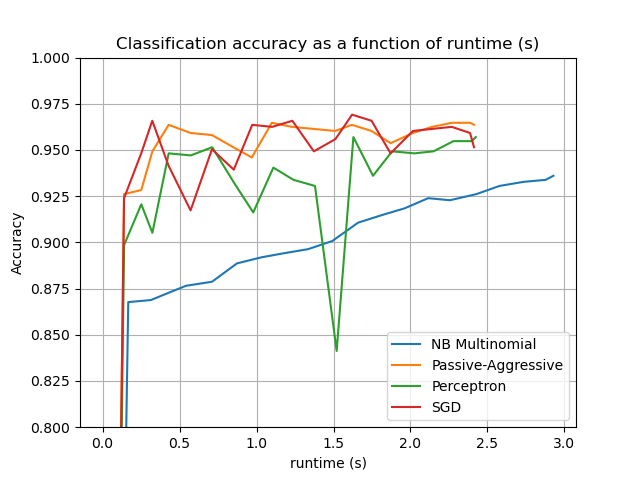 Classification accuracy as a function of runtime (s)
1.000
0.975
0.950
0.925
0.900
0.875
0.850
0.825
0.800
Accuracy
NB Multinomial
Passive-Aggressive
Perceptron
SGD
0.0 0.5 1.0 1.5 2.0 2.5 3.0
runtime (s)